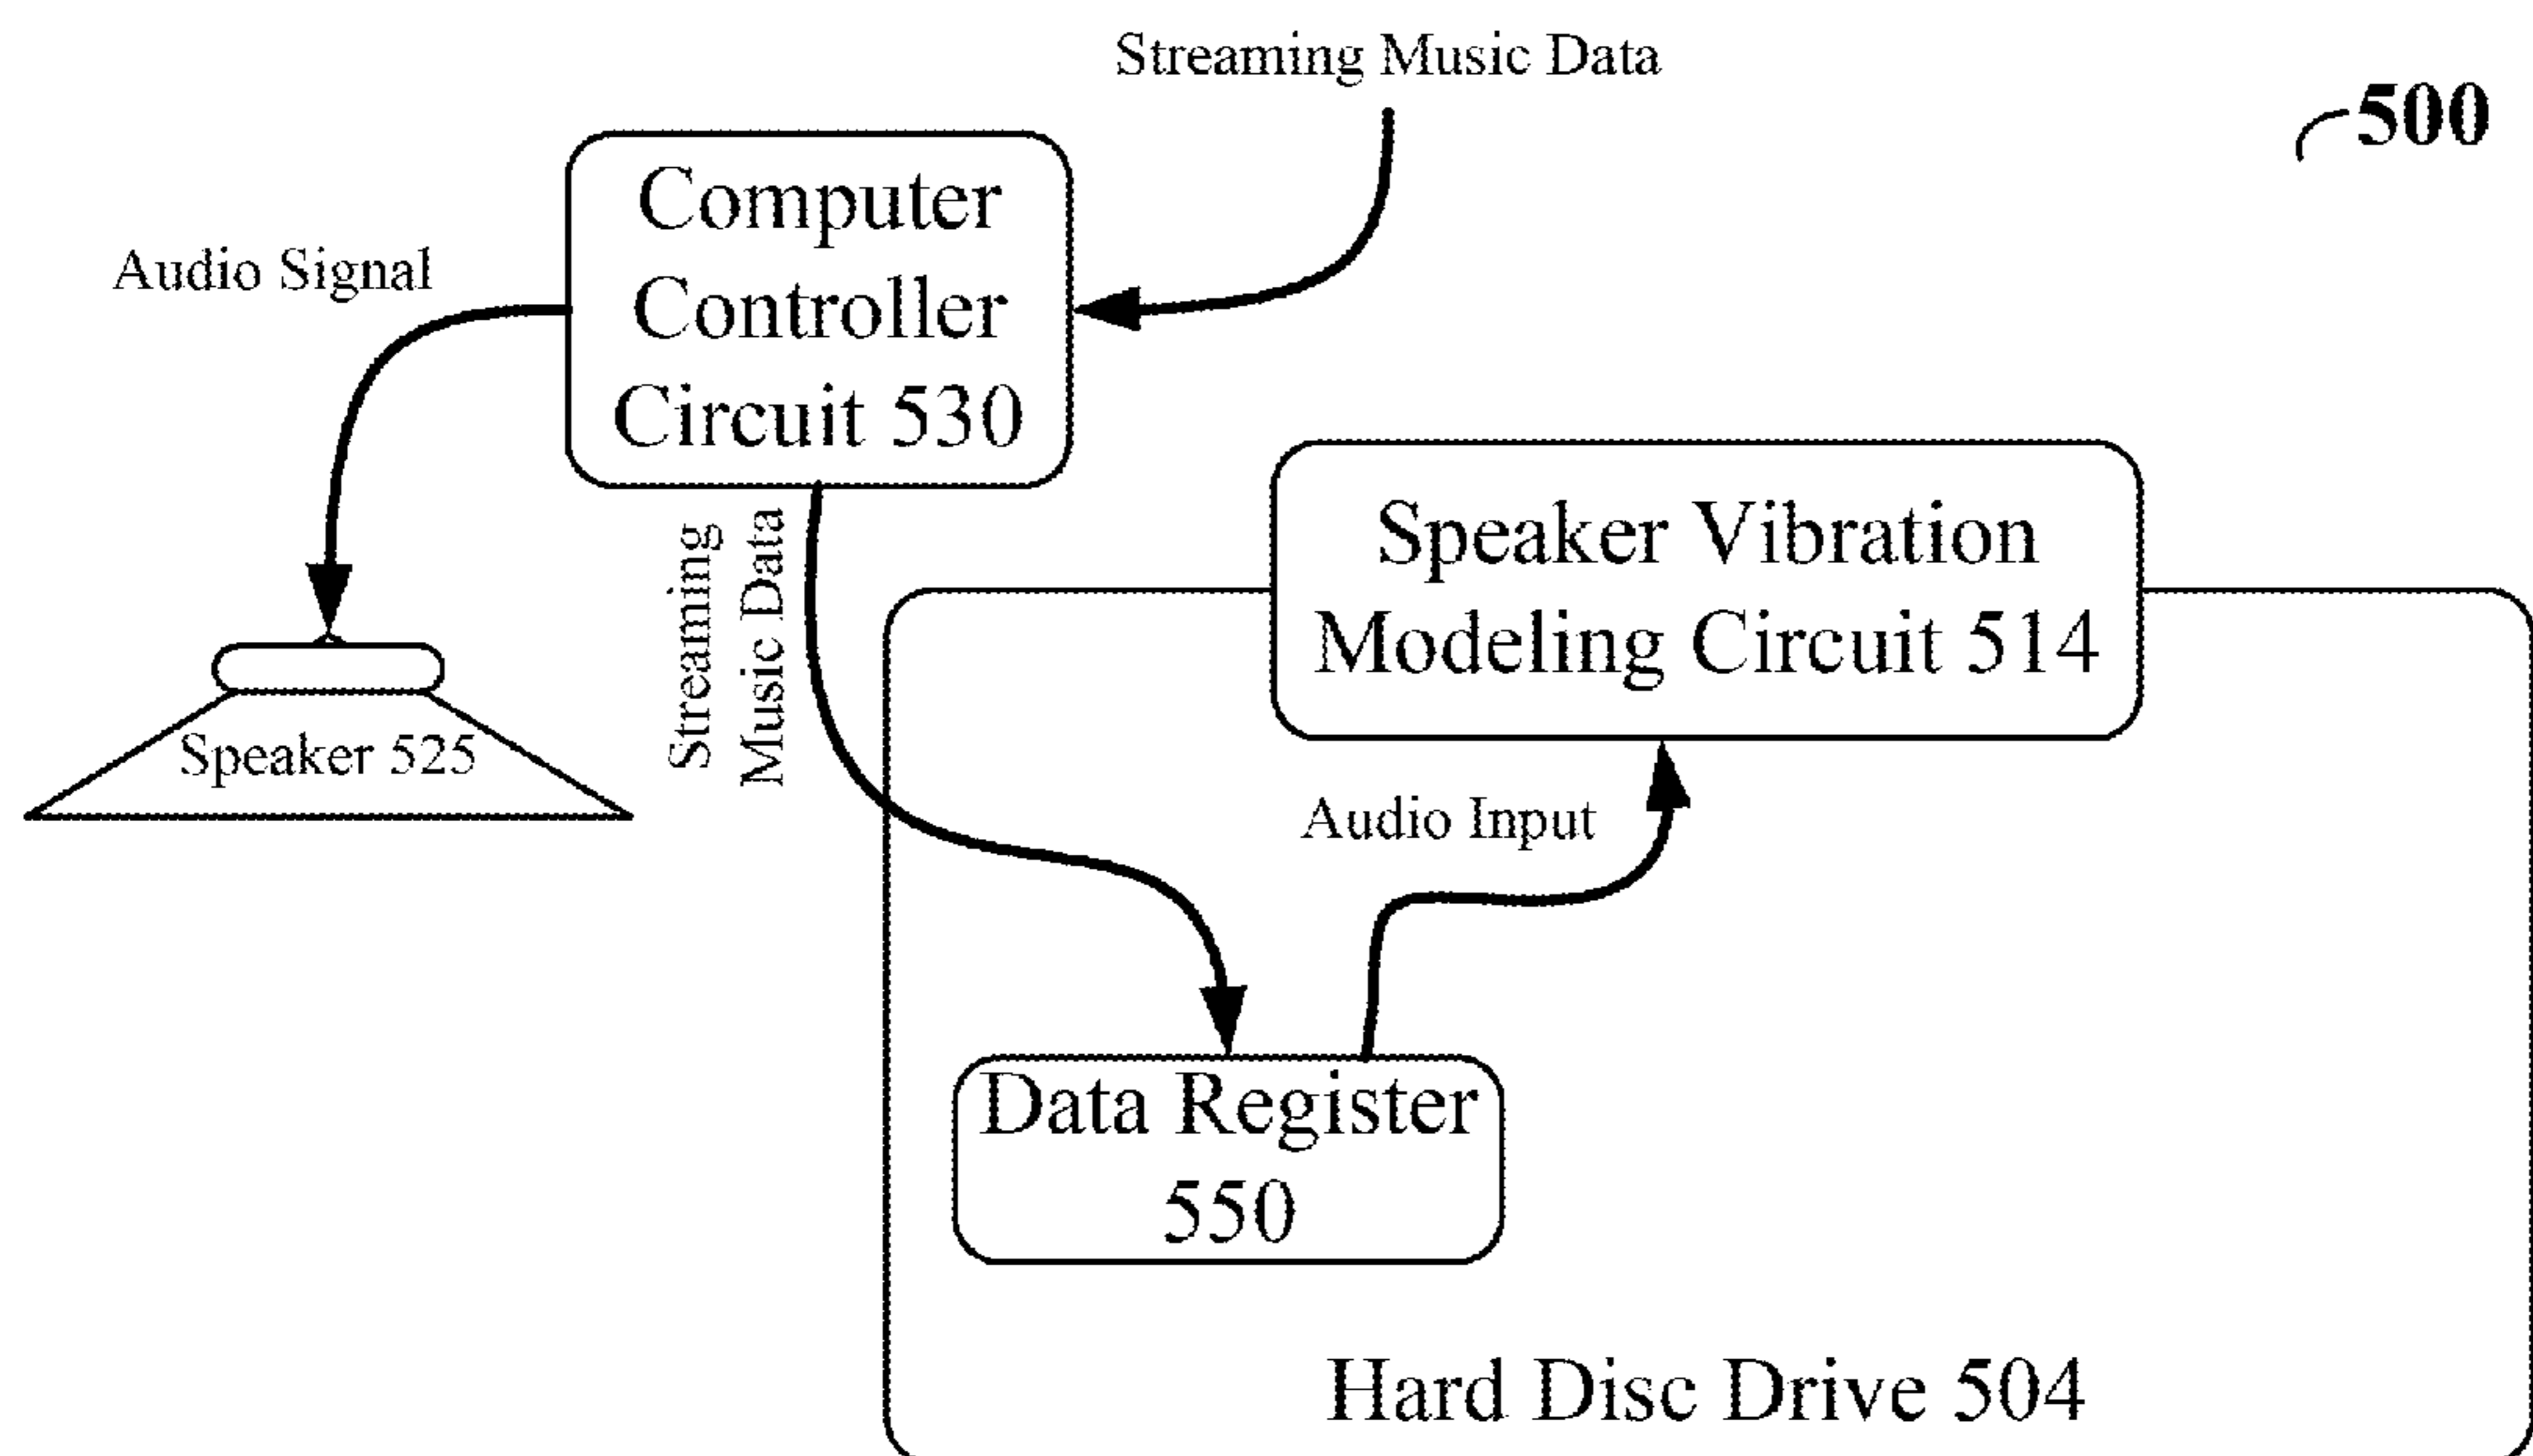 Streaming Music Data
500
Computer
Controller
Circuit 530
Audio Signal
Streaming
Music Data
Speaker Vibration
Modeling Circuit 514
Speaker 525
Audio Input
Data Register
550
Hard Disc Drive 504